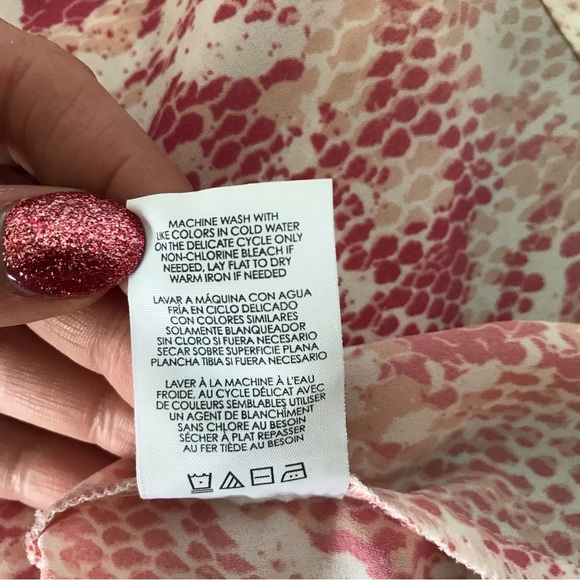 MACHINE WASH WITH
LIKE COLORS IN COLD WATER
ON THE DELICATE CYCLE ONLY
NON-CHLORINE BLEACH IF
NEEDED, LAY FLAT TO DRY
WARM IRON IF NEEDED
LAVAR A MÁQUINA CON AGUA
FRÍA EN CICLO DELICADO
CON COLORES SIMILARES
SOLAMENTE BLANQUEADOR
SIN CLORO SI FUERA NECESARIO
SECAR SOBRE SUPERFICIE PLANA
PLANCHA TIBIA SI FUERA NECESARIO
LAVER À LA MACHINE À L'EAU
FROIDE, AU CYCLE DÉLICAT AVEC
DE COULEURS SEMBLABLES UTILISER
UN AGENT DE BLANCHÎMENT
SANS CHLORE AU BESOIN
SÉCHER À PLAT REPASSER
AU FER TIÈDE AU BESOIN